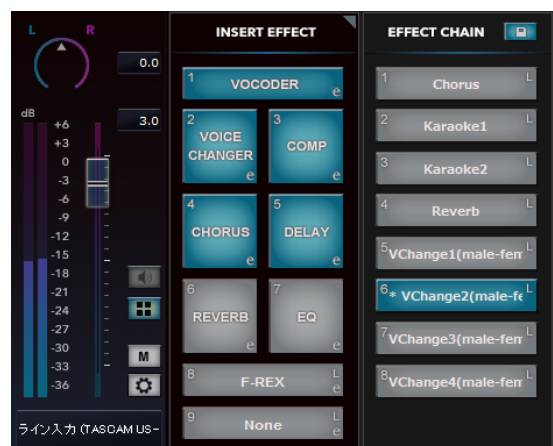 L R
0.0
dB
3.0
+6
+3
0
-3
-6
-9
-12
-15
-18
-21
-24
-27
-30
-33
-36
M
ライン入力 (TASCAM US-
INSERT EFFECT
1 VOCODER e
2 VOICE CHANGER e
3 COMP e
4 CHORUS e
5 DELAY e
6 REVERB e
7 EQ e
8 F-REX L e
9 None L e
EFFECT CHAIN
1 Chorus L
2 Karaoke1 L
3 Karaoke2 L
4 Reverb L
5 VChange1(male-fem L
6 * VChange2(male-fe L
7 VChange3(male-fem L
8 VChange4(male-fem L